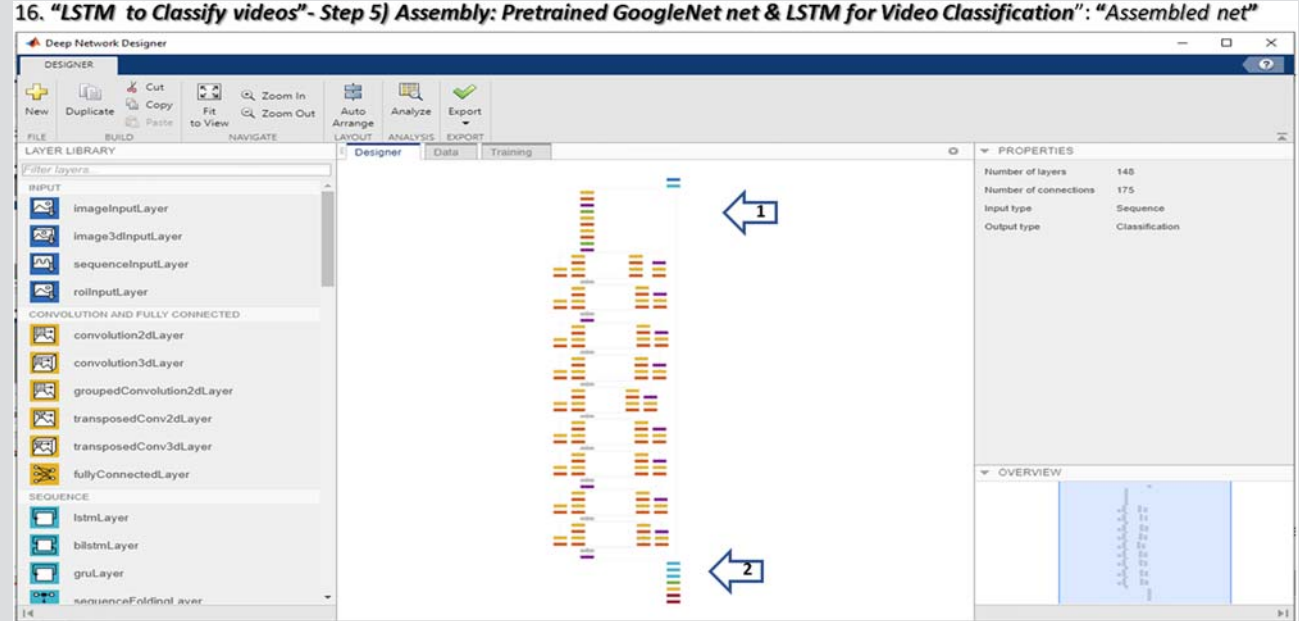 16. “LSTM to Classify videos”- Step 5) Assembly: Pretrained GoogleNet net & LSTM for Video Classification”: “Assembled net”
Deep Network Designer
DESIGNER
New
Duplicate
Cut
Copy
Paste
Fit
to View
Zoom In
Zoom Out
Auto
Arrange
Analyze
Export
FILE
BUILD
NAVIGATE
LAYOUT
ANALYSIS
EXPORT
LAYER LIBRARY
Filter layers...
INPUT
imageInputLayer
image3dInputLayer
sequenceInputLayer
roiInputLayer
CONVOLUTION AND FULLY CONNECTED
convolution2dLayer
convolution3dLayer
groupedConvolution2dLayer
transposedConv2dLayer
transposedConv3dLayer
fullyConnectedLayer
SEQUENCE
lstmLayer
bilstmLayer
gruLayer
sequenceFoldingLayer
Designer
Data
Training
1
2
PROPERTIES
Number of layers 148
Number of connections 175
Input type Sequence
Output type Classification
OVERVIEW